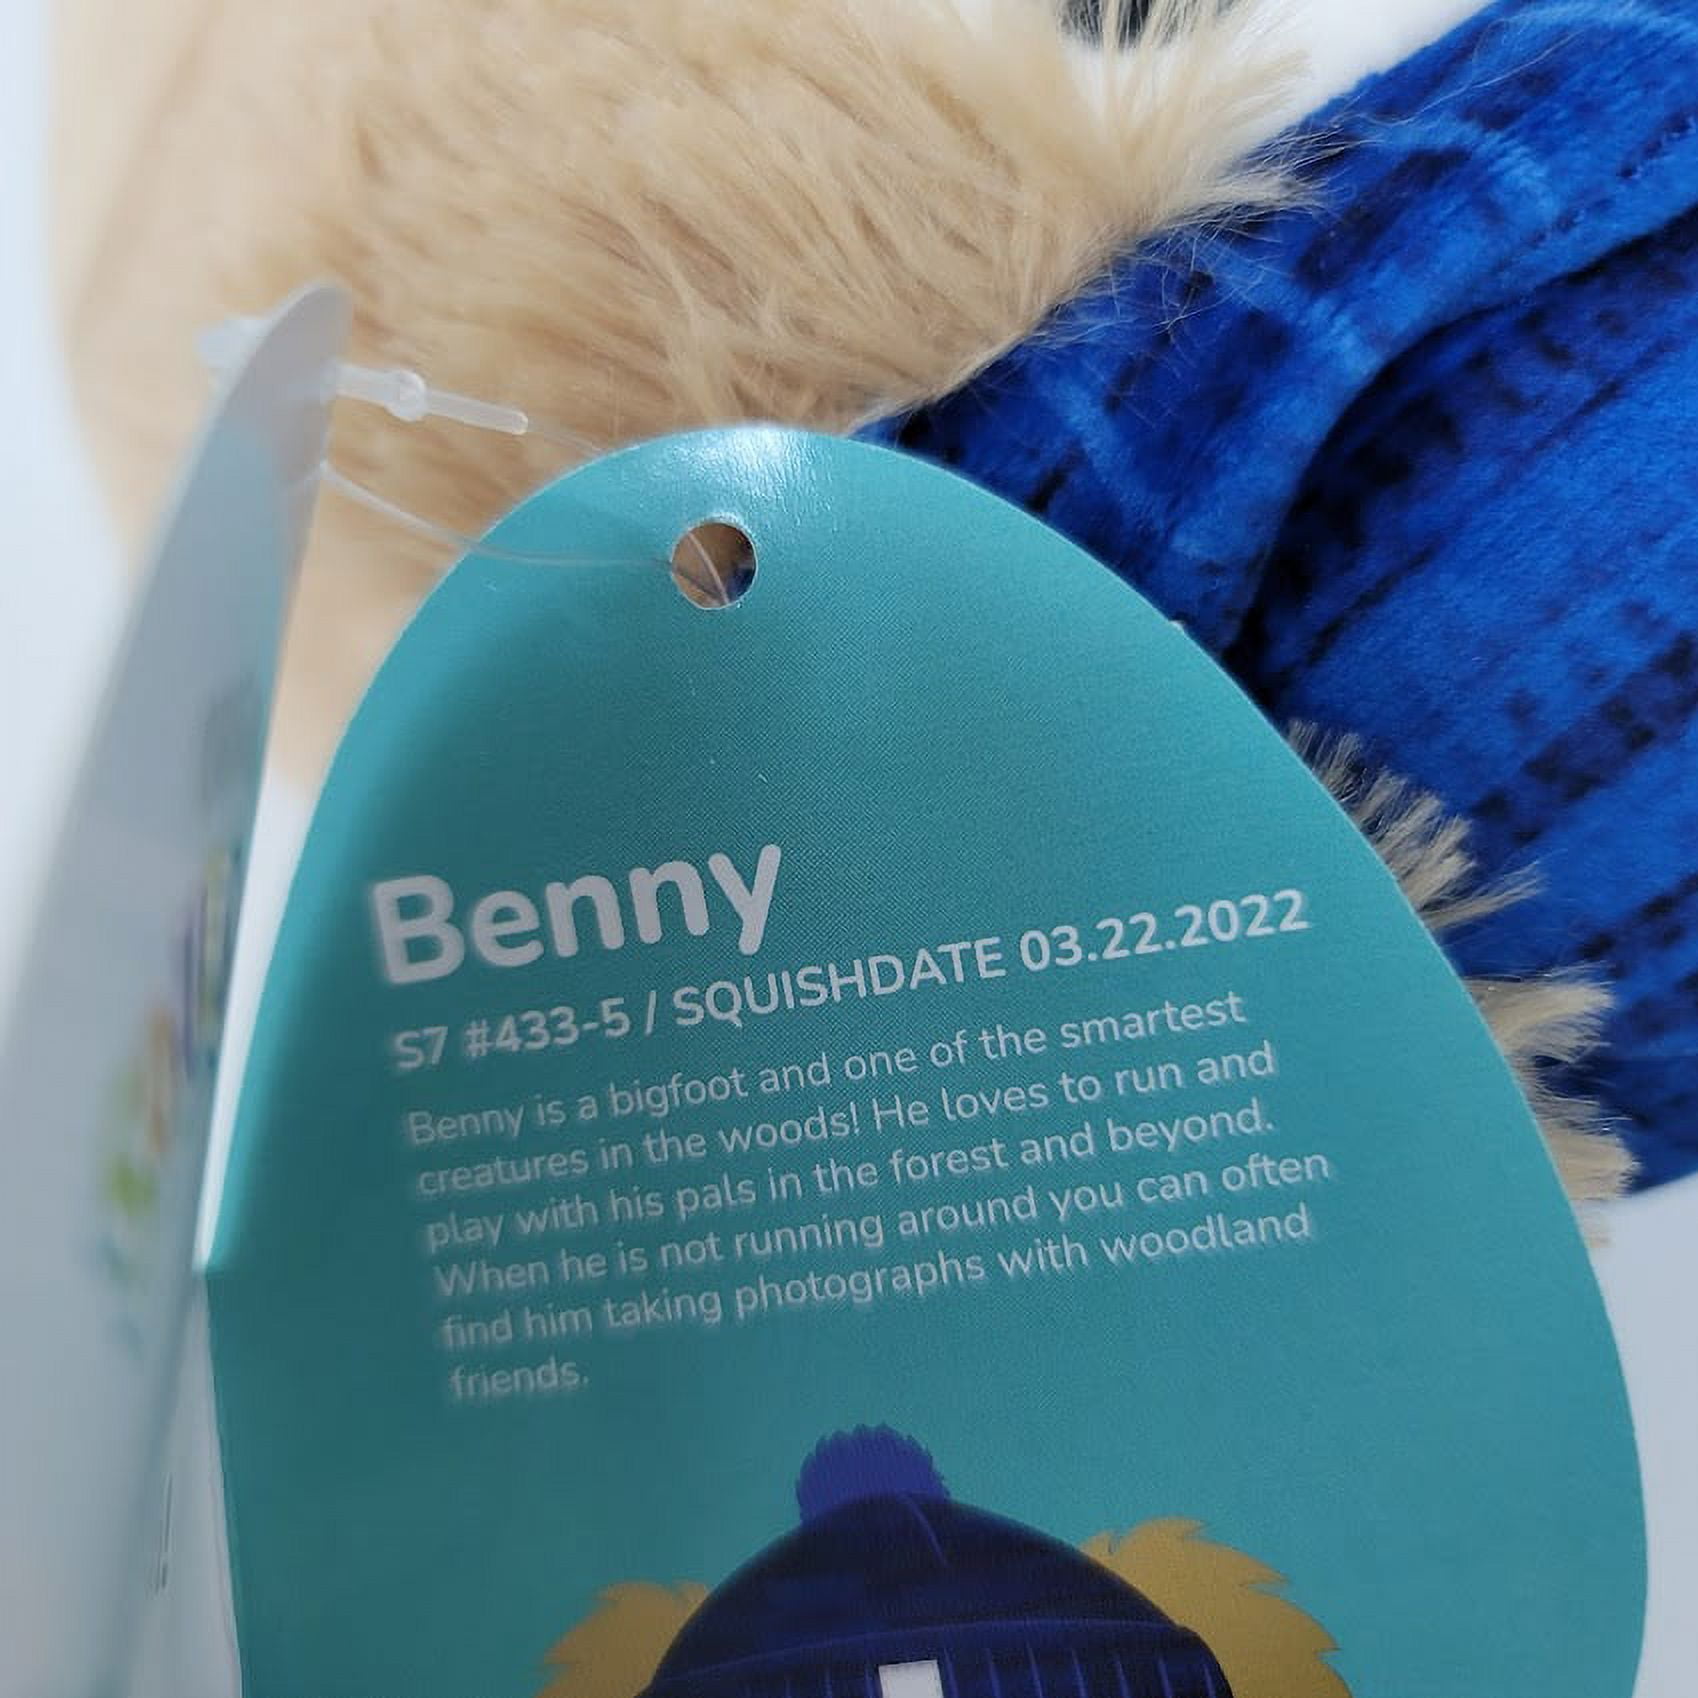 Benny
S7 #433-5 / SQUISHDATE 03.22.2022
Benny is a bigfoot and one of the smartest
creatures in the woods! He loves to run and
play with his pals in the forest and beyond.
When he is not running around you can often
find him taking photographs with woodland
friends.